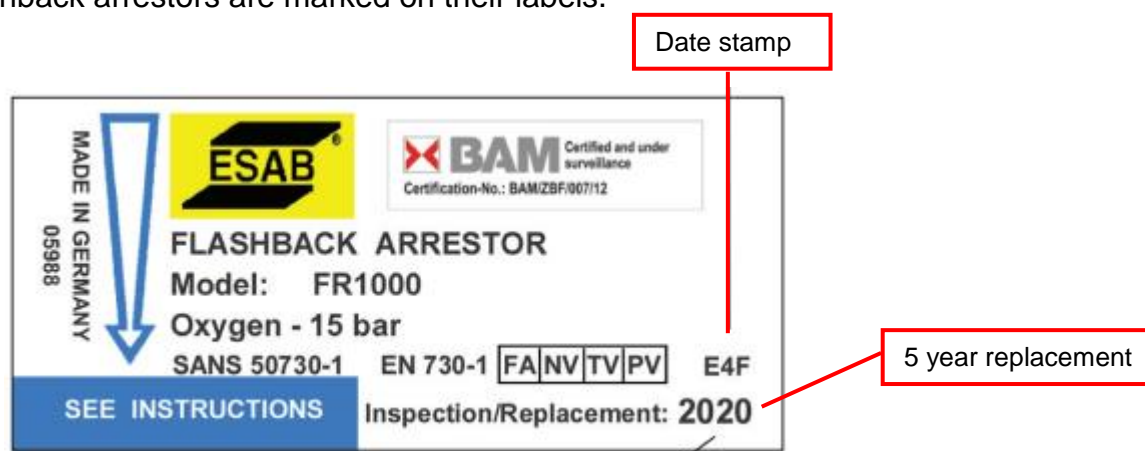 hback arrestors are marked on their labels.
Date stamp
MADE IN GERMANY
05988
ESAB®
BAM Certified and under
surveillance
Certification-No.: BAM/ZBF/007/12
FLASHBACK ARRESTOR
Model: FR1000
Oxygen - 15 bar
SANS 50730-1 EN 730-1 FA NV TV PV E4F
5 year replacement
SEE INSTRUCTIONS Inspection/Replacement: 2020